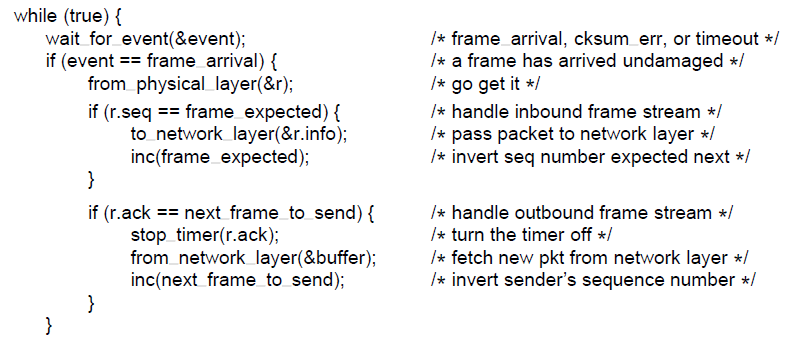 while (true) {
wait_for_event(&event); /* frame_arrival, cksum_err, or timeout */
if (event == frame_arrival) { /* a frame has arrived undamaged */
from_physical_layer(&r); /* go get it */
if (r.seq == frame_expected) { /* handle inbound frame stream */
to_network_layer(&r.info); /* pass packet to network layer */
inc(frame_expected); /* invert seq number expected next */
}
if (r.ack == next_frame_to_send) { /* handle outbound frame stream */
stop_timer(r.ack); /* turn the timer off */
from_network_layer(&buffer); /* fetch new pkt from network layer */
inc(next_frame_to_send); /* invert sender's sequence number */
}
}